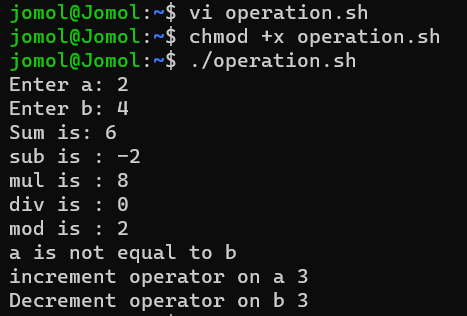 jomol@Jomol:~$ vi operation.sh
jomol@Jomol:~$ chmod +x operation.sh
jomol@Jomol:~$ ./operation.sh
Enter a: 2
Enter b: 4
Sum is: 6
sub is : -2
mul is : 8
div is : 0
mod is : 2
a is not equal to b
increment operator on a 3
Decrement operator on b 3